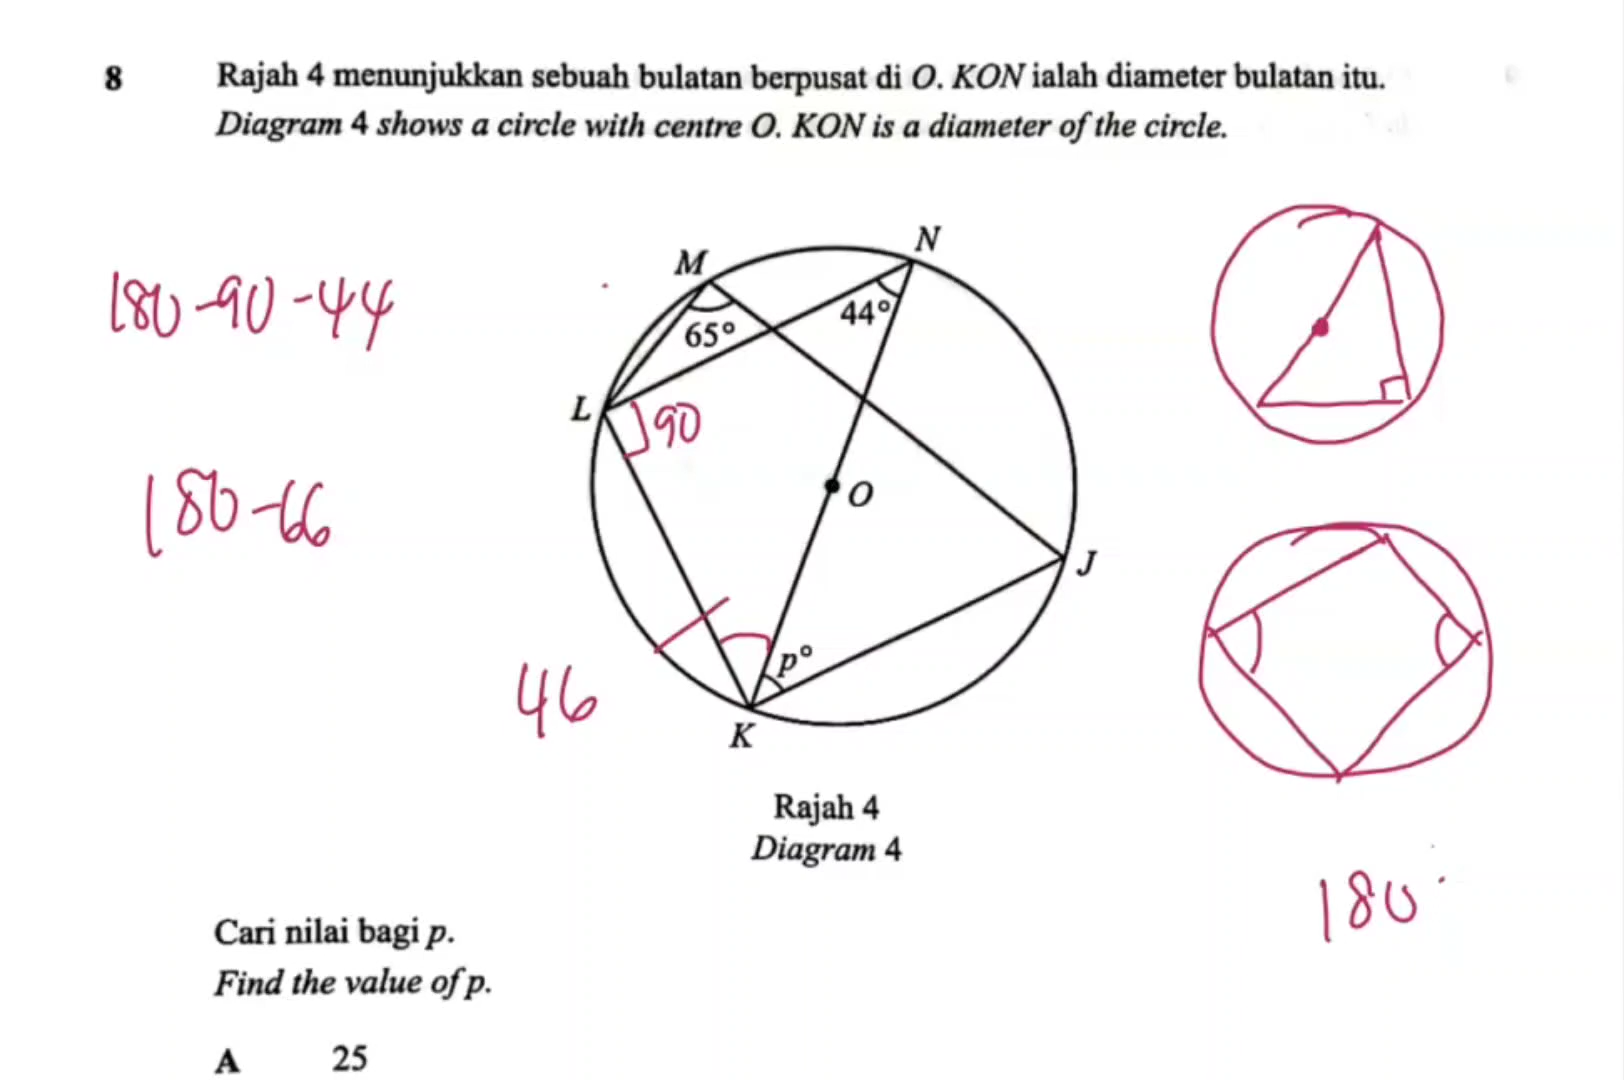 8 Rajah 4 menunjukkan sebuah bulatan berpusat di O. KON ialah diameter bulatan itu.
Diagram 4 shows a circle with centre O. KON is a diameter of the circle.
N
M
180-90-44
44°
65°
L
90
O
180-66
J
p°
46
K
Rajah 4
Diagram 4
180
Cari nilai bagi p.
Find the value of p.
A 25